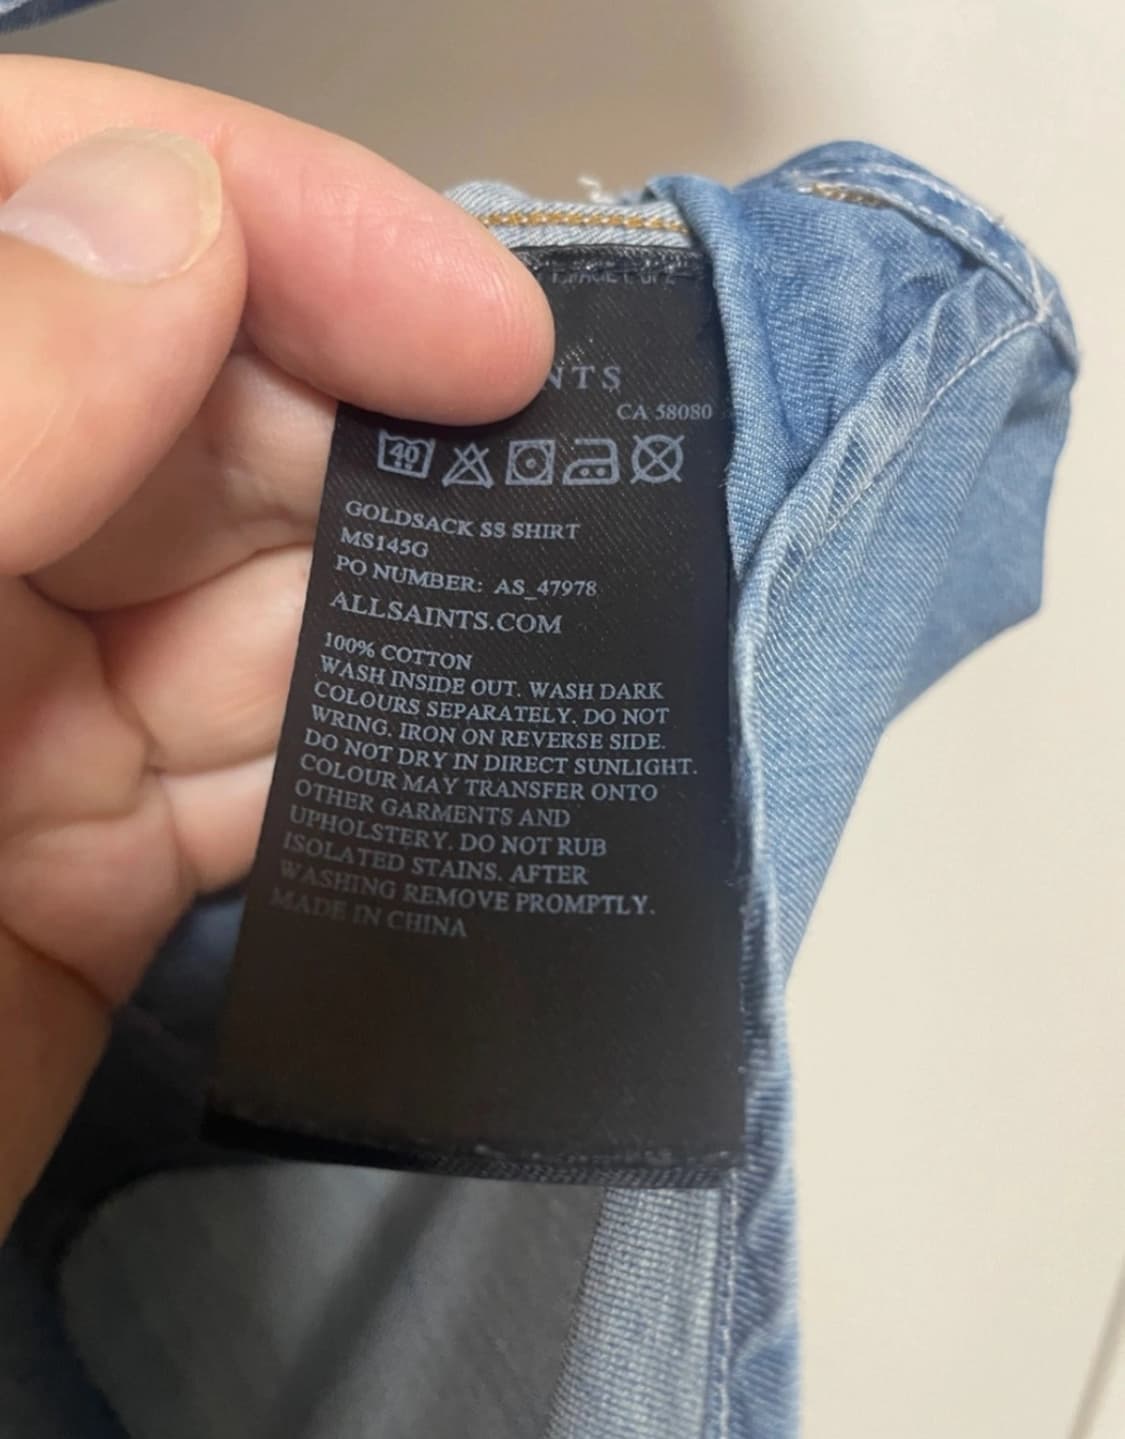 NTS
CA 58080
40
GOLDSACK SS SHIRT
MS145G
PO NUMBER: AS_47978
ALLSAINTS.COM
100% COTTON
WASH INSIDE OUT. WASH DARK
COLOURS SEPARATELY. DO NOT
WRING. IRON ON REVERSE SIDE.
DO NOT DRY IN DIRECT SUNLIGHT.
COLOUR MAY TRANSFER ONTO
OTHER GARMENTS AND
UPHOLSTERY. DO NOT RUB
ISOLATED STAINS. AFTER
WASHING REMOVE PROMPTLY.
MADE IN CHINA